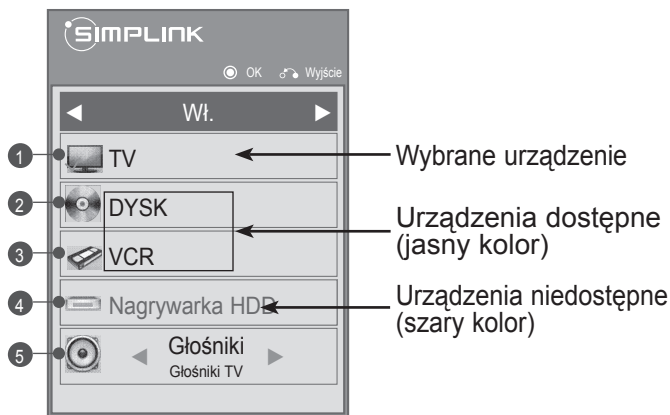 SIMPLINK
OK Wyjście
Wł.
1 TV
Wybrane urządzenie
2 DYSK
3 VCR
Urządzenia dostępne
(jasny kolor)
4 Nagrywarka HDD
Urządzenia niedostępne
(szary kolor)
5 Głośniki
Głośniki TV